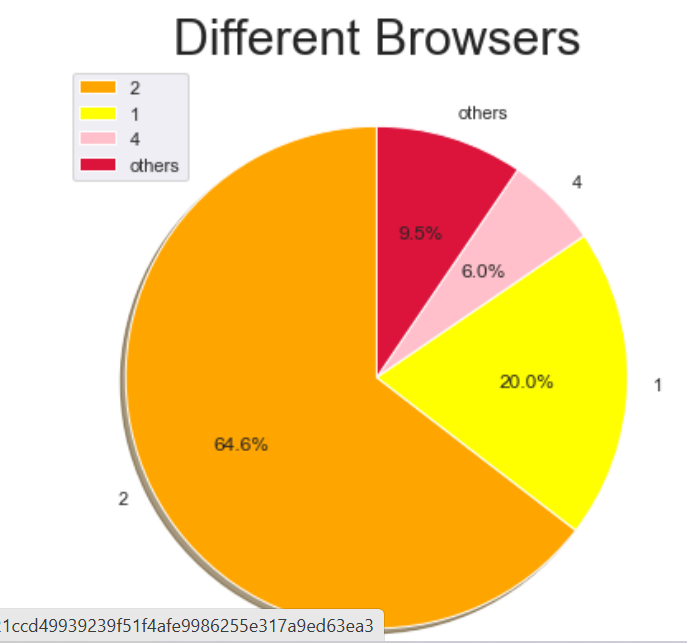 Different Browsers
2
1
4
others
others
4
9.5%
6.0%
20.0%
1
64.6%
2
1ccd49939239f51f4afe9986255e317a9ed63ea3